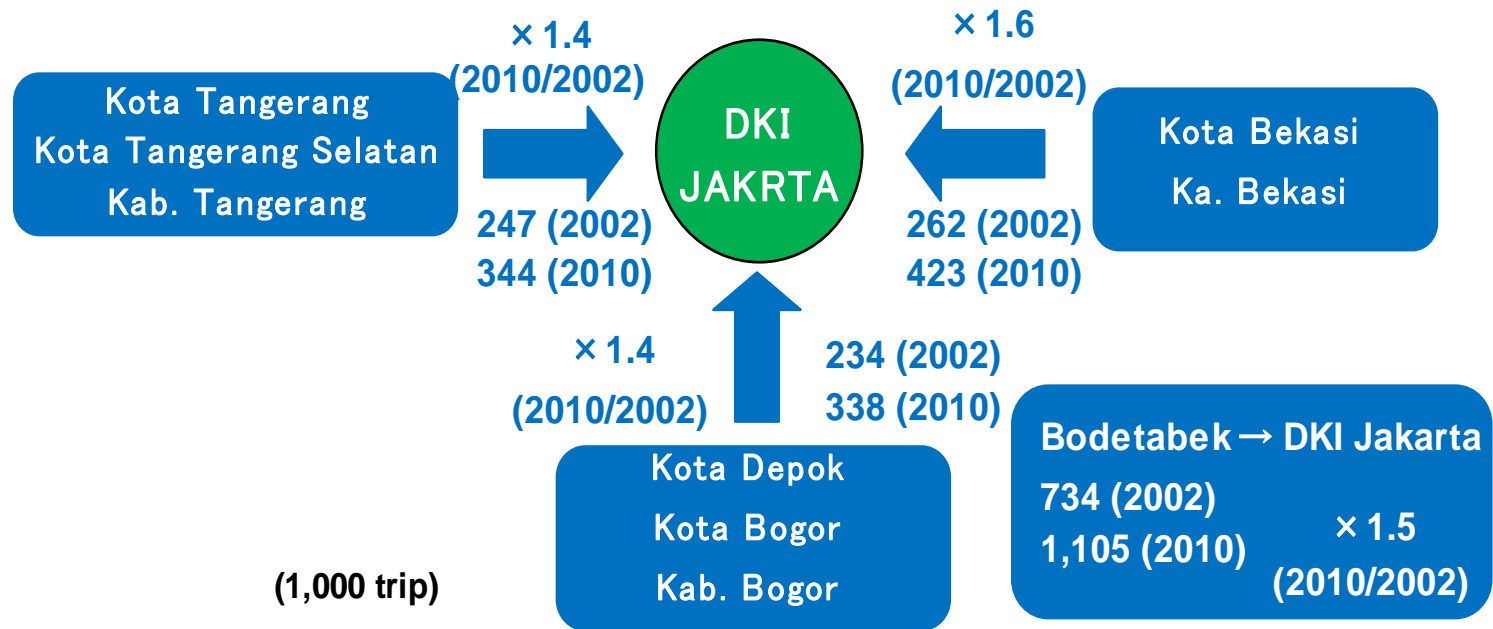 × 1.4
(2010/2002)
Kota Tangerang
Kota Tangerang Selatan
Kab. Tangerang
247 (2002)
344 (2010)
DKI
JAKRTA
× 1.6
(2010/2002)
Kota Bekasi
Ka. Bekasi
262 (2002)
423 (2010)
× 1.4
(2010/2002)
234 (2002)
338 (2010)
Kota Depok
Kota Bogor
Kab. Bogor
Bodetabek → DKI Jakarta
734 (2002)
1,105 (2010)
× 1.5
(2010/2002)
(1,000 trip)